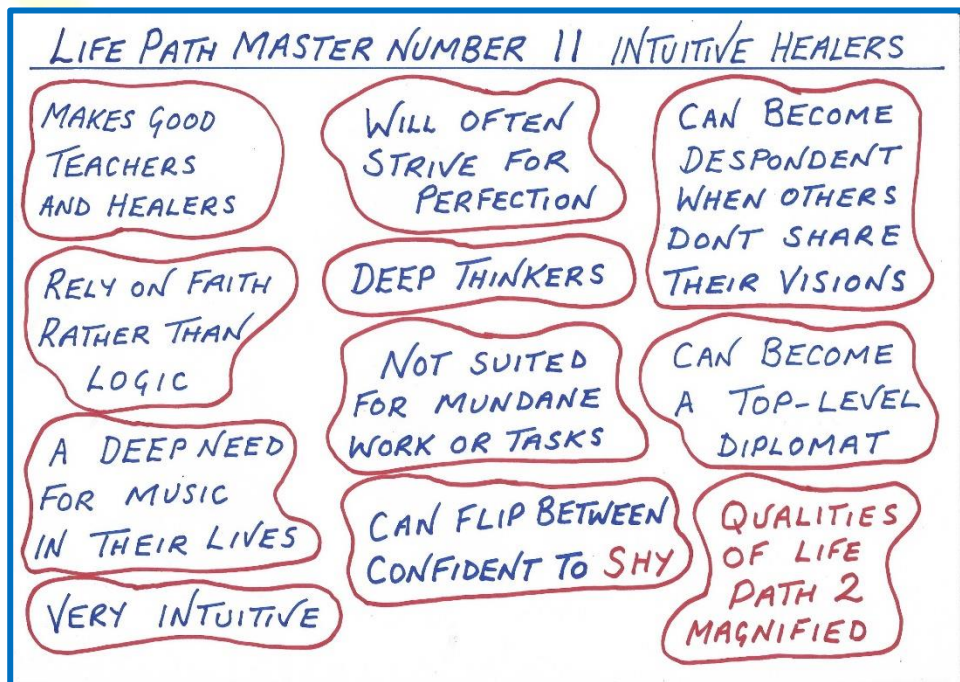 LIFE PATH MASTER NUMBER 11 INTUITIVE HEALERS
MAKES GOOD
TEACHERS
AND HEALERS
RELY ON FAITH
RATHER THAN
LOGIC
A DEEP NEED
FOR MUSIC
IN THEIR LIVES
VERY INTUITIVE
WILL OFTEN
STRIVE FOR
PERFECTION
DEEP THINKERS
NOT SUITED
FOR MUNDANE
WORK OR TASKS
CAN FLIP BETWEEN
CONFIDENT TO SHY
CAN BECOME
DESPONDENT
WHEN OTHERS
DONT SHARE
THEIR VISIONS
CAN BECOME
A TOP-LEVEL
DIPLOMAT
QUALITIES
OF LIFE
PATH 2
MAGNIFIED